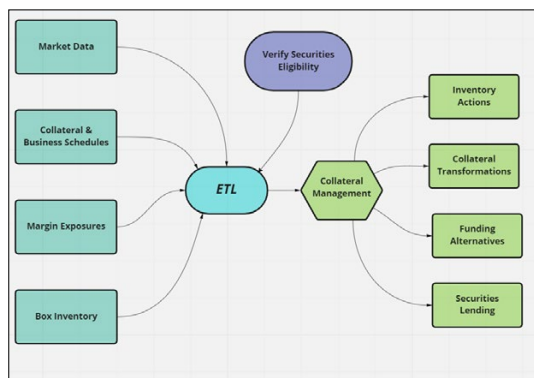 Market Data
Verify Securities
Eligibility
Collateral &
Business Schedules
ETL
Margin Exposures
Box Inventory
Collateral
Management
Inventory
Actions
Collateral
Transformations
Funding
Alternatives
Securities
Lending